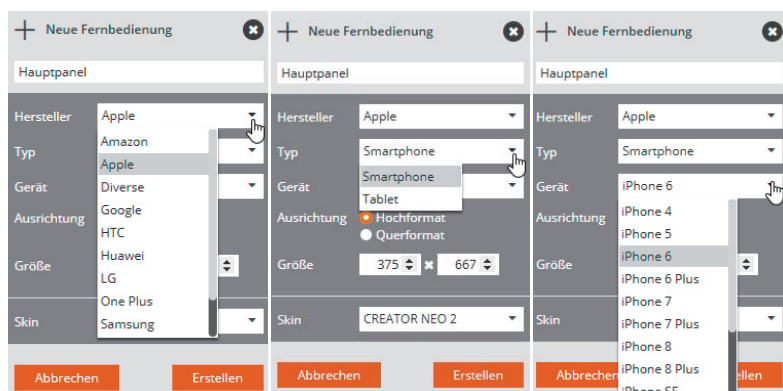 Neue Fernbedienung
Hauptpanel
Hersteller Apple
Amazon
Typ
Apple
Gerät Diverse
Google
Ausrichtung
HTC
Huawei
Größe
LG
One Plus
Skin Samsung
Abbrechen Erstellen
Neue Fernbedienung
Hauptpanel
Hersteller Apple
Typ Smartphone
Smartphone
Gerät
Tablet
Ausrichtung Hochformat
Querformat
Größe 375 × 667
Skin CREATOR NEO 2
Abbrechen Erstellen
Neue Fernbedienung
Hauptpanel
Hersteller Apple
Typ Smartphone
Gerät iPhone 6
iPhone 4
Ausrichtung
iPhone 5
iPhone 6
Größe
iPhone 6 Plus
iPhone 7
Skin iPhone 7 Plus
iPhone 8
Abbrechen iPhone 8 Plus ellen